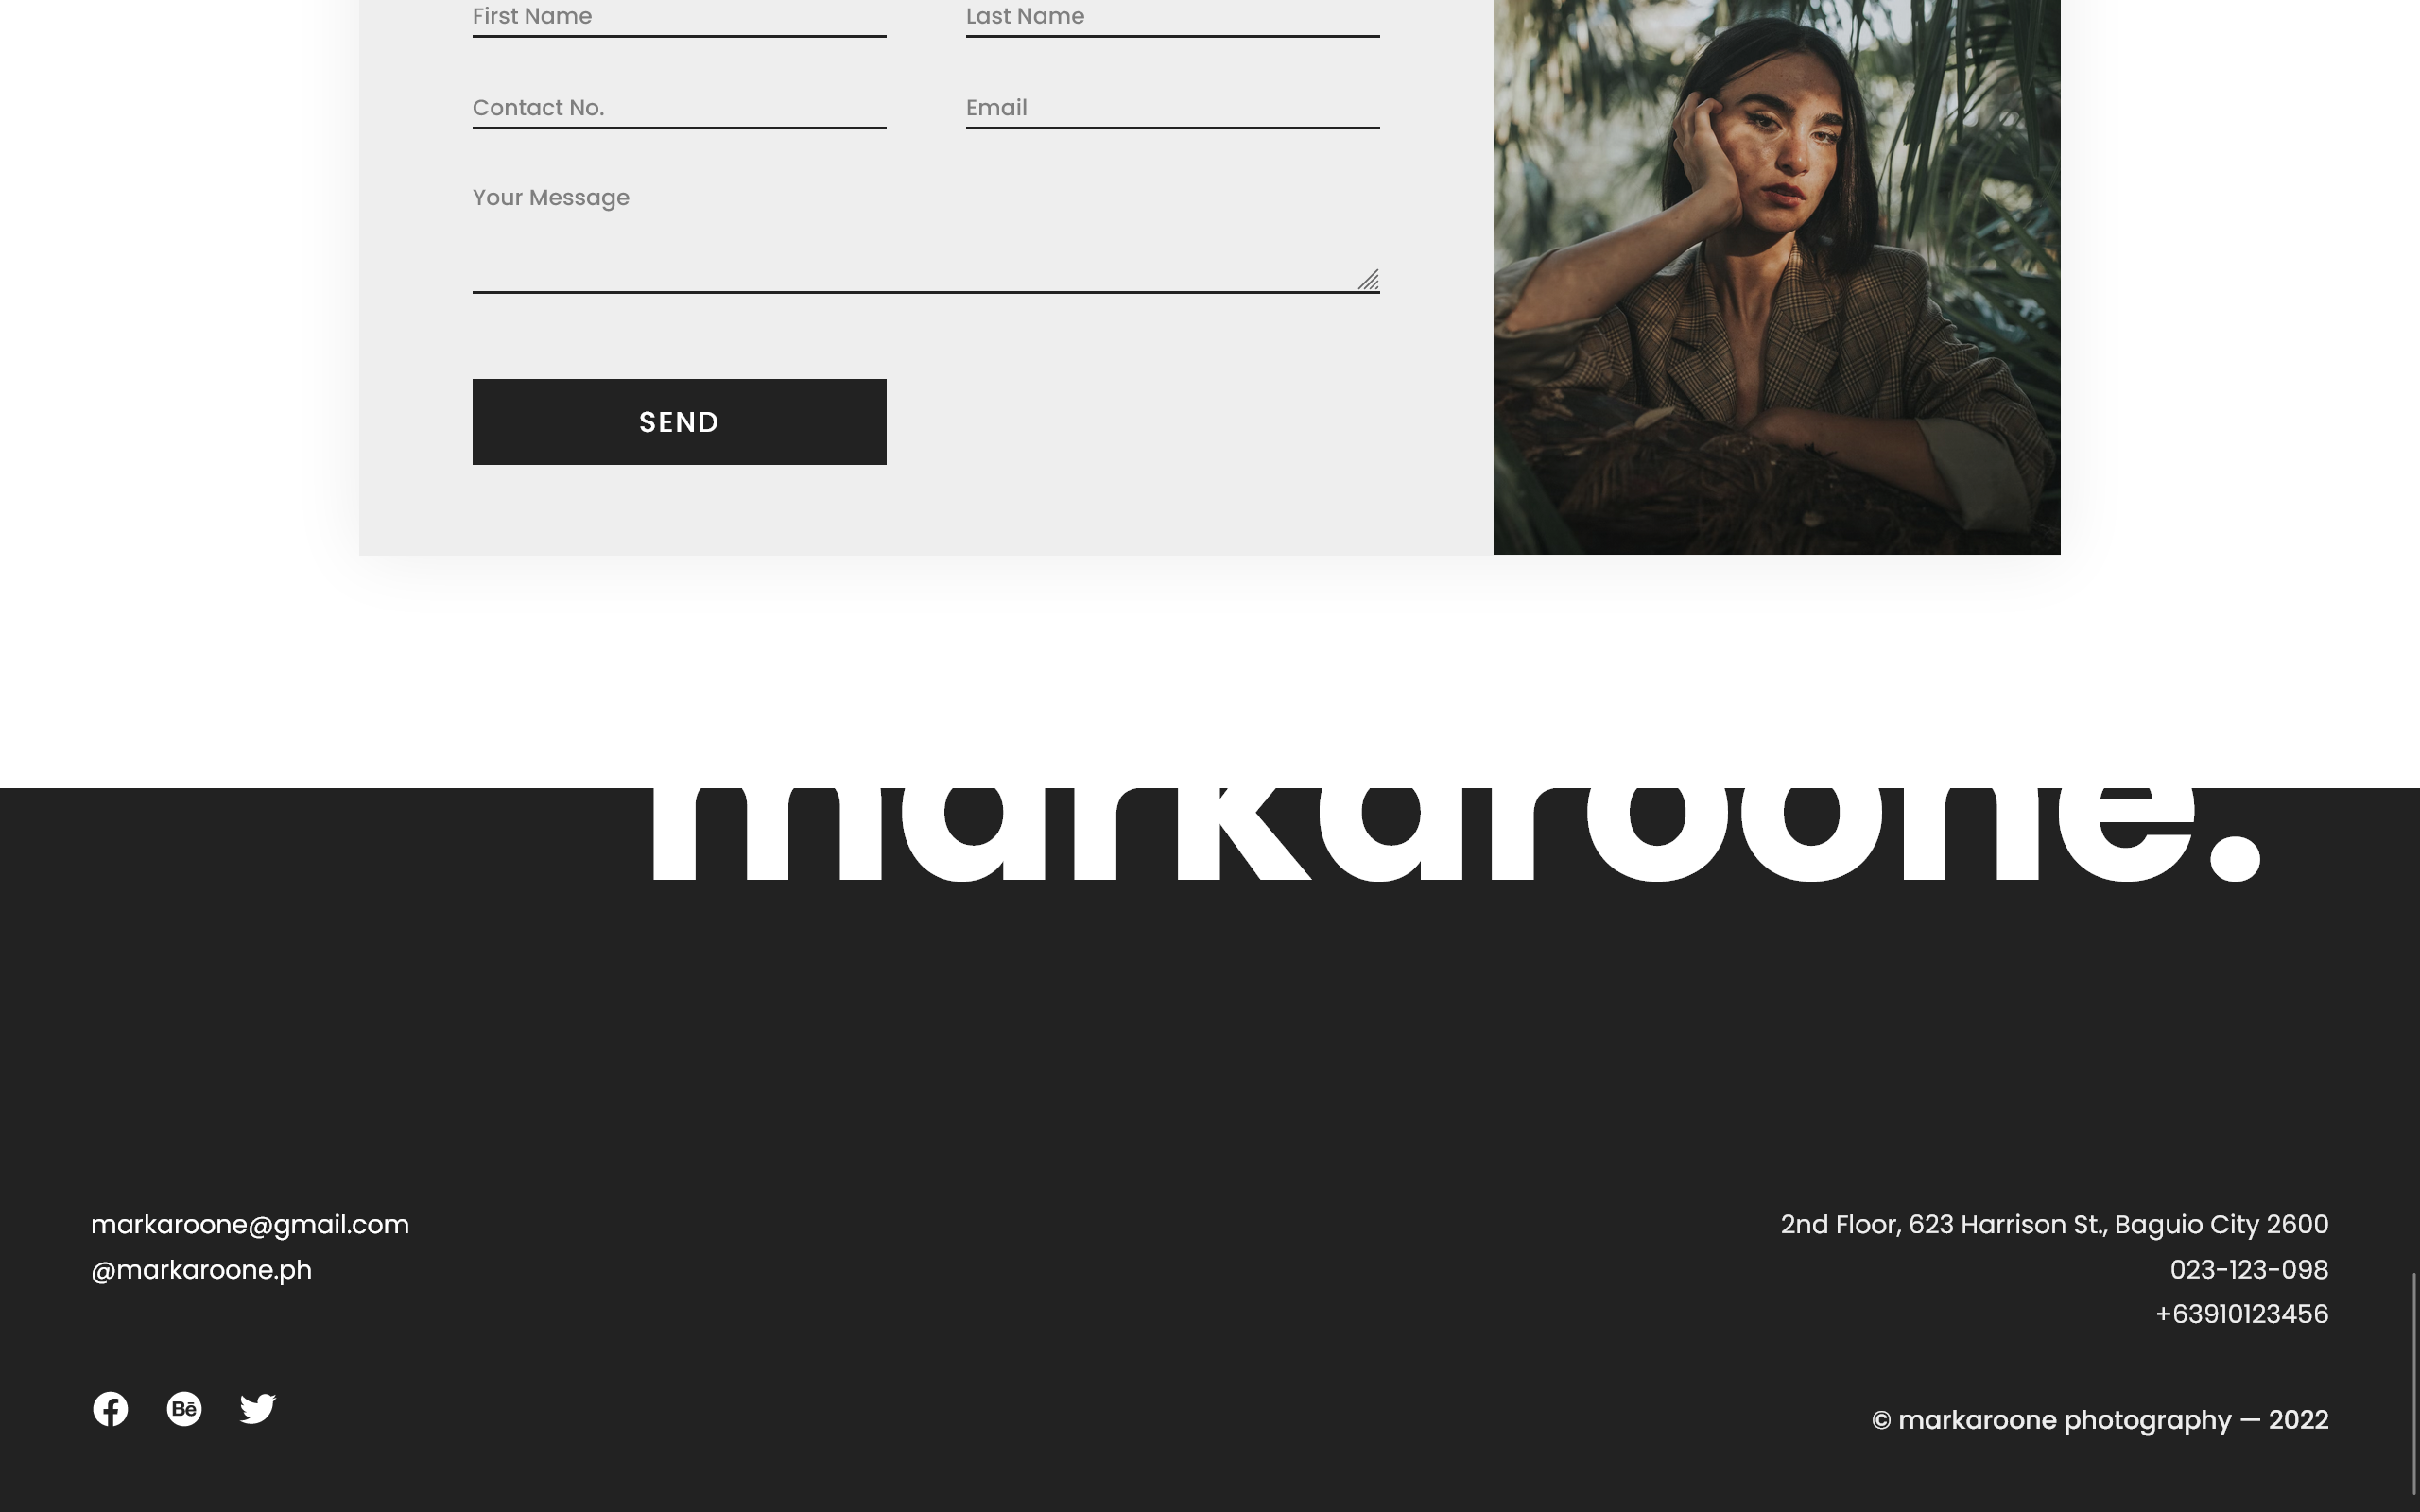 First Name
Last Name
Contact No.
Email
Your Message
SEND
markaroone.
markaroone@gmail.com
@markaroone.ph
2nd Floor, 623 Harrison St., Baguio City 2600
023-123-098
+63910123456
Bē
© markaroone photography — 2022